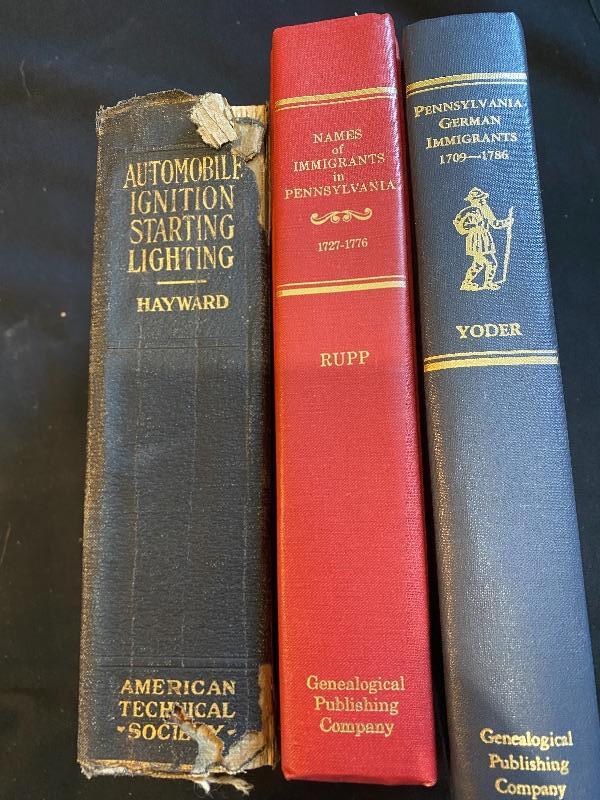 AUTOMOBILE
IGNITION
STARTING
LIGHTING
HAYWARD
AMERICAN
TECHNICAL
SOCIETY
NAMES
of
IMMIGRANTS
in
PENNSYLVANIA
1727-1776
RUPP
Genealogical
Publishing
Company
PENNSYLVANIA
GERMAN
IMMIGRANTS
1709—1786
YODER
Genealogical
Publishing
Company